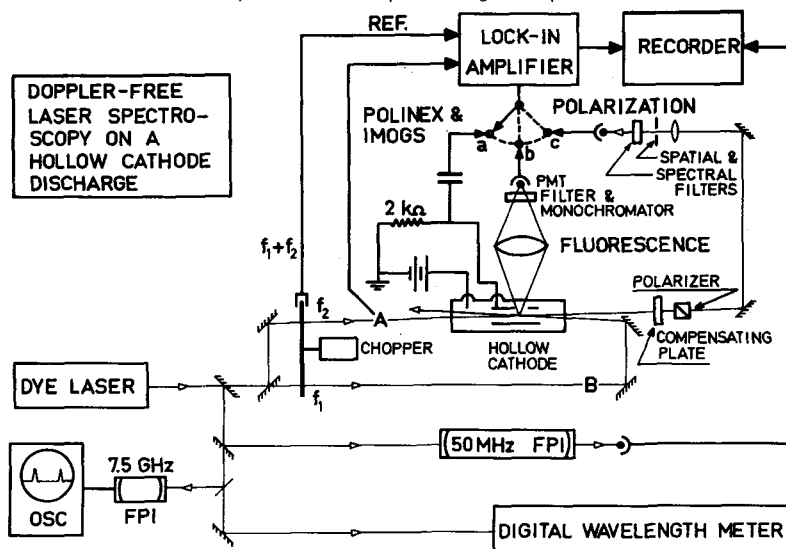 REF.
LOCK-IN
AMPLIFIER
RECORDER
DOPPLER-FREE
LASER SPECTRO-
SCOPY ON A
HOLLOW CATHODE
DISCHARGE
POLINEX &
IMOGS
POLARIZATION
a
b
c
SPATIAL &
SPECTRAL
FILTERS
PMT
FILTER &
MONOCHROMATOR
2 kΩ
FLUORESCENCE
f₁+f₂
f₂
A
POLARIZER
COMPENSATING
PLATE
CHOPPER
HOLLOW
CATHODE
DYE LASER
f₁
B
7.5 GHz
50 MHz FPI
OSC
FPI
DIGITAL WAVELENGTH METER